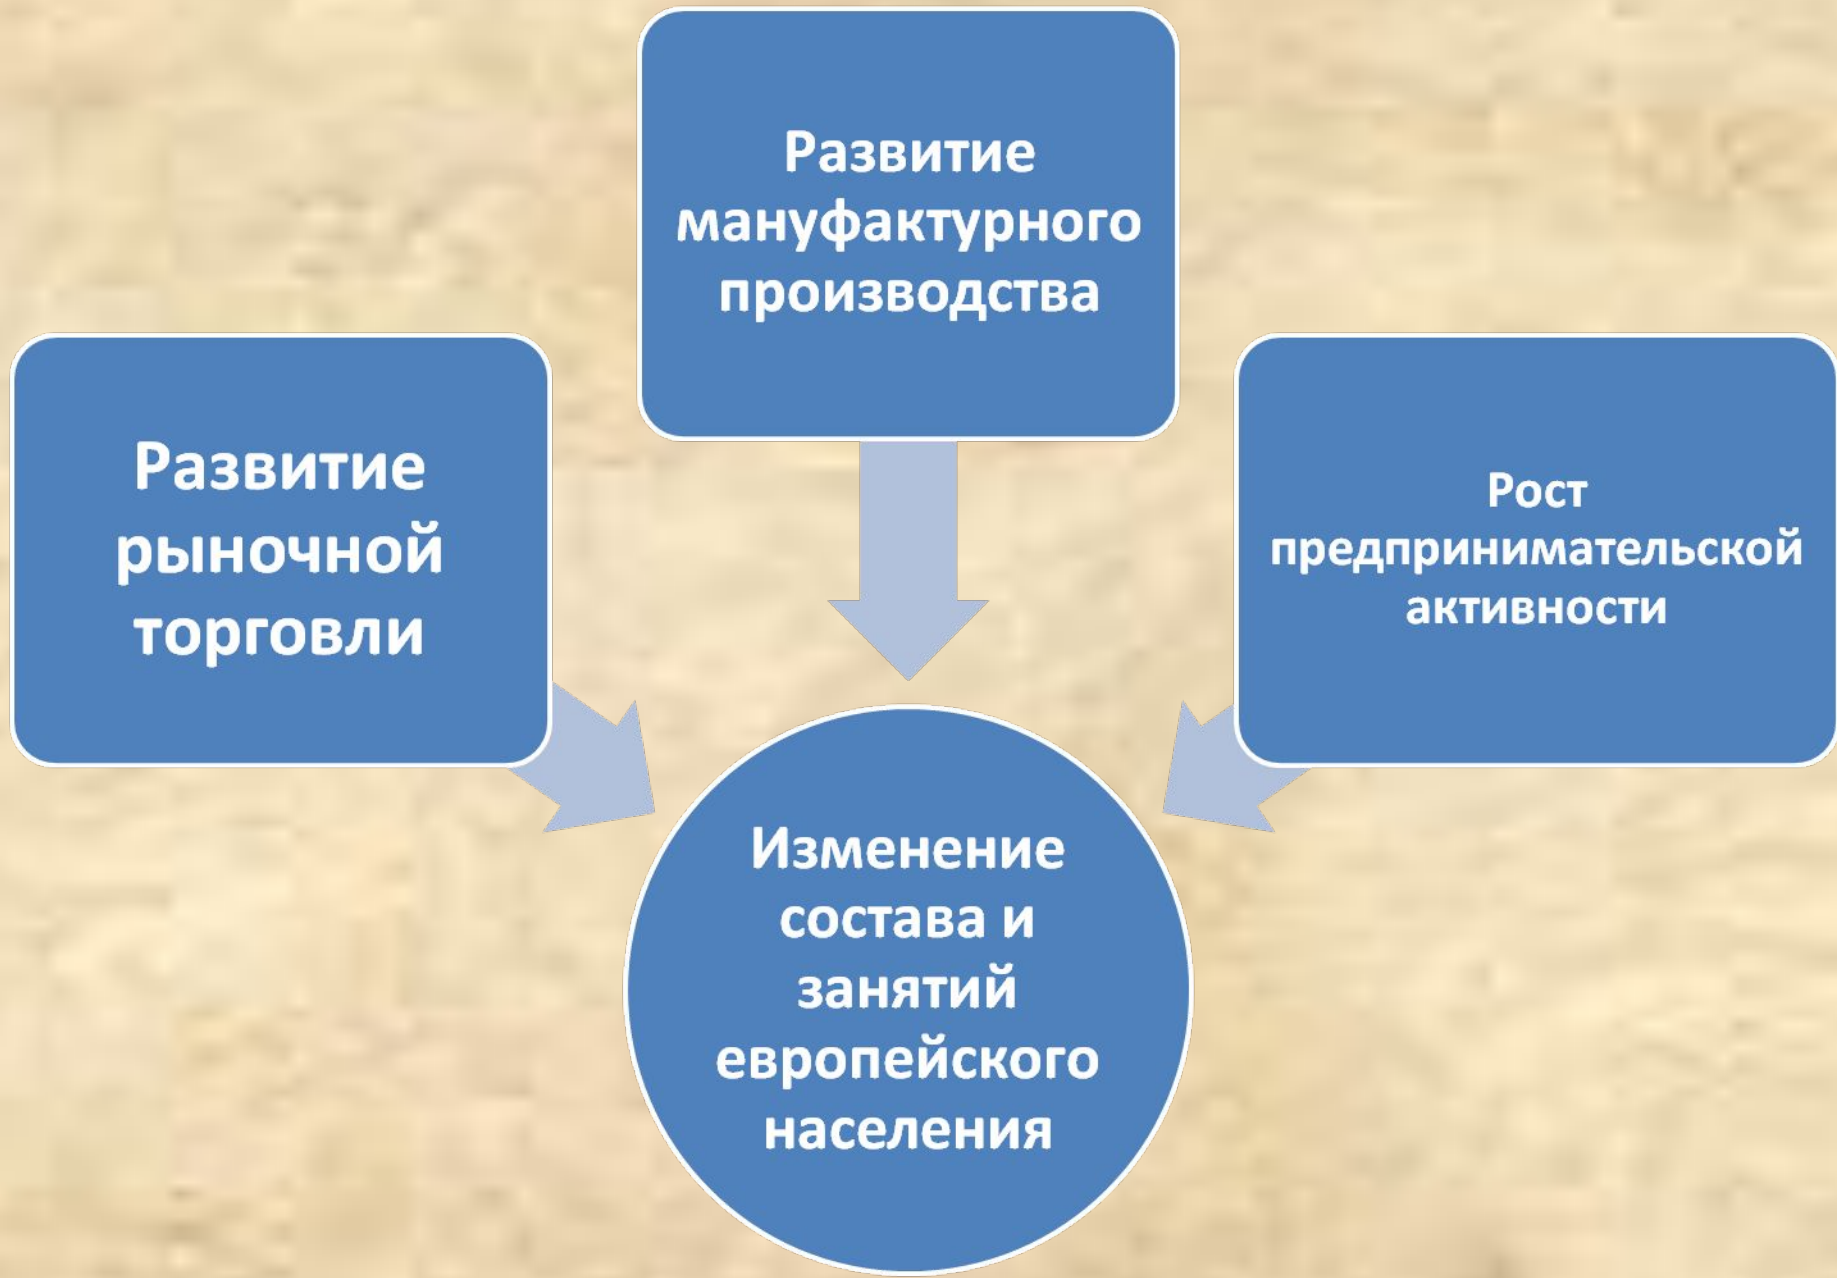 Развитие
мануфактурного
производства
Развитие
рыночной
торговли
Рост
предпринимательской
активности
Изменение
состава и
занятий
европейского
населения